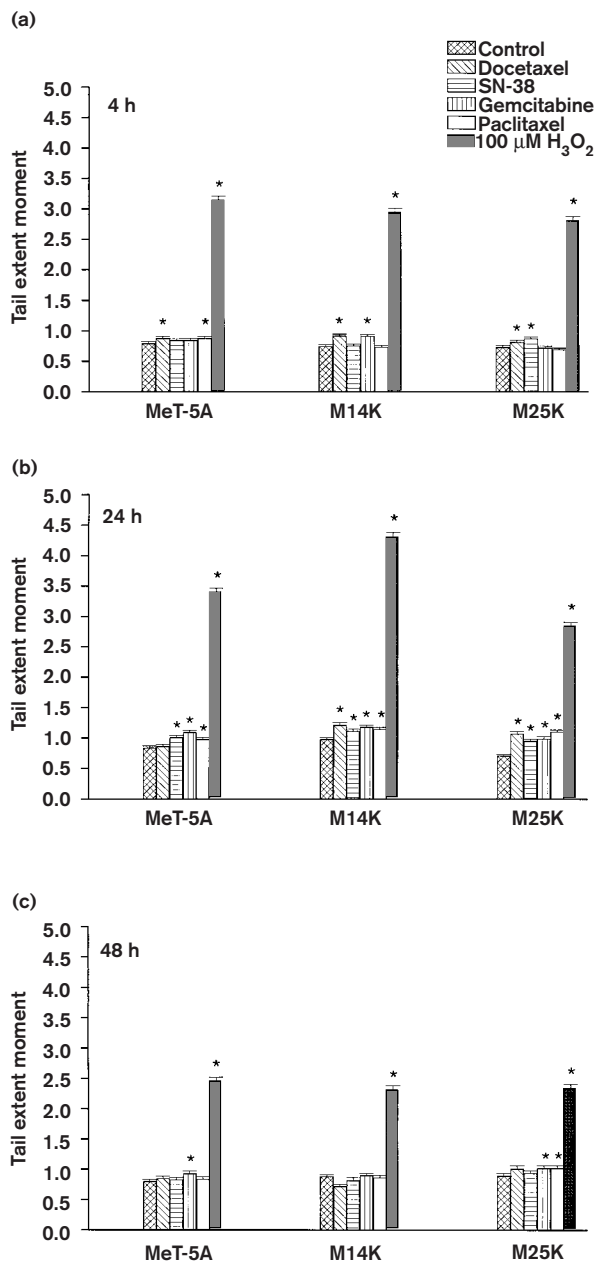 (a)
Control
Docetaxel
SN-38
Gemcitabine
Paclitaxel
100 μM H3O2
5.0
4 h
4.5
4.0
3.5
3.0
2.5
2.0
1.5
1.0
0.5
0.0
Tail extent moment
* * * * * * * * *
MeT-5A M14K M25K
(b)
5.0
24 h
4.5
4.0
3.5
3.0
2.5
2.0
1.5
1.0
0.5
0.0
Tail extent moment
* * * * * * * * * * * * * *
MeT-5A M14K M25K
(c)
5.0
48 h
4.5
4.0
3.5
3.0
2.5
2.0
1.5
1.0
0.5
0.0
Tail extent moment
* * * * * *
MeT-5A M14K M25K